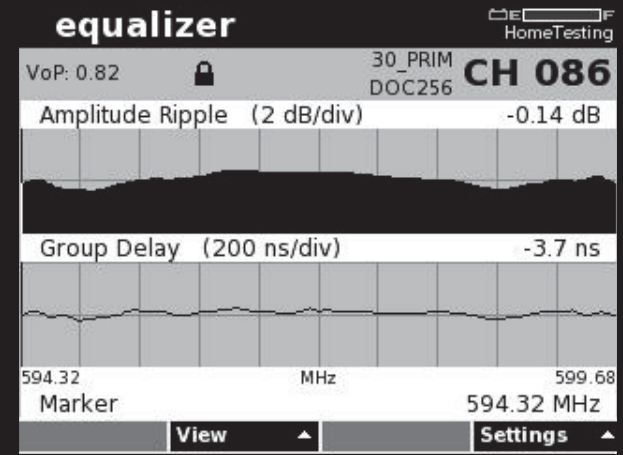 equalizer
E F
HomeTesting
VoP: 0.82
30_PRIM
DOC256
CH 086
Amplitude Ripple (2 dB/div) -0.14 dB
Group Delay (200 ns/div) -3.7 ns
594.32 MHz 599.68
Marker 594.32 MHz
View Settings